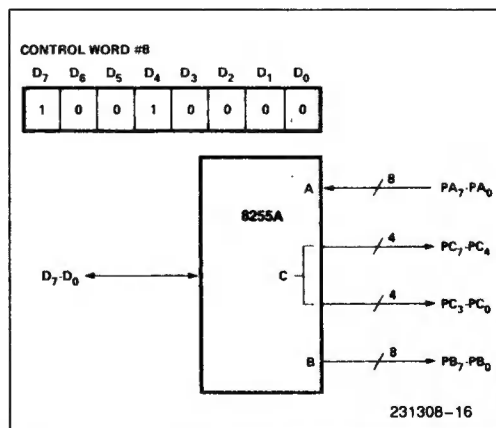 CONTROL WORD #8
D7 D6 D5 D4 D3 D2 D1 D0
1 0 0 1 0 0 0 0
8255A
A 8 PA7-PA0
4 PC7-PC4
D7-D0 C
4 PC3-PC0
B 8 PB7-PB0
231308–16